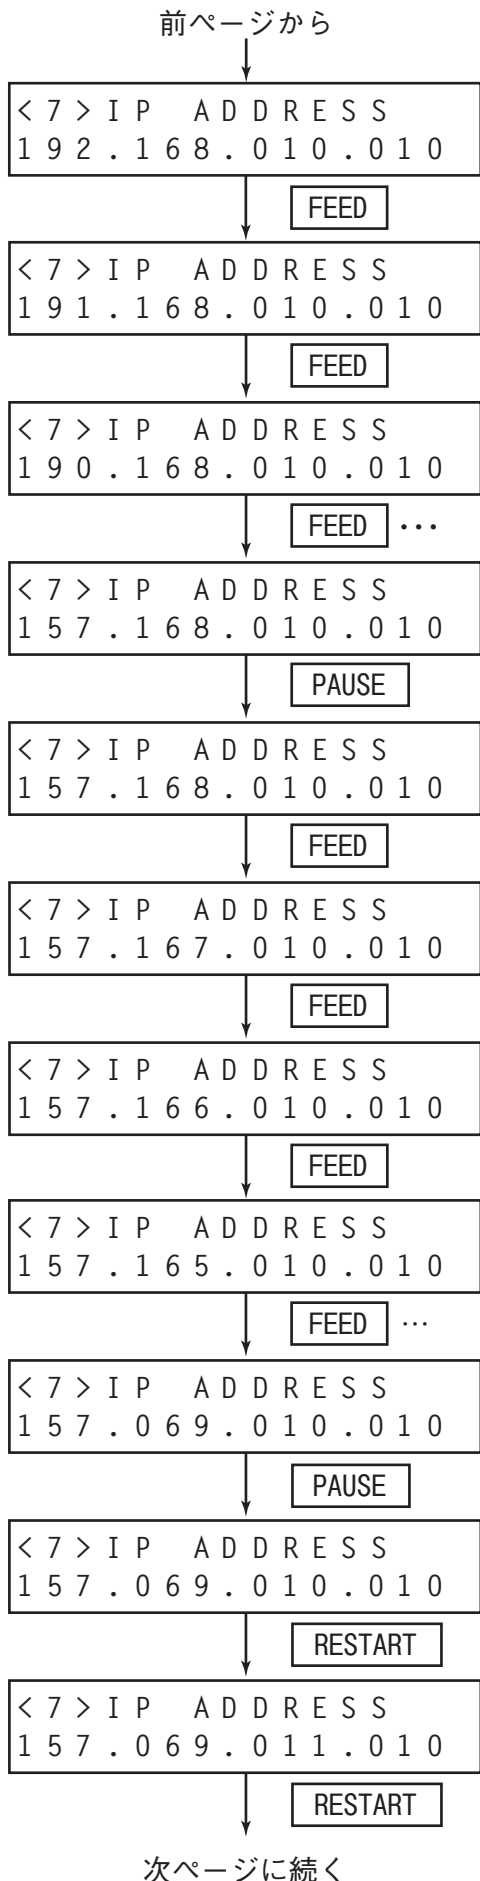 前ページから
<7>IP ADDRESS
192.168.010.010
FEED
<7>IP ADDRESS
191.168.010.010
FEED
<7>IP ADDRESS
190.168.010.010
FEED ···
<7>IP ADDRESS
157.168.010.010
PAUSE
<7>IP ADDRESS
157.168.010.010
FEED
<7>IP ADDRESS
157.167.010.010
FEED
<7>IP ADDRESS
157.166.010.010
FEED
<7>IP ADDRESS
157.165.010.010
FEED …
<7>IP ADDRESS
157.069.010.010
PAUSE
<7>IP ADDRESS
157.069.010.010
RESTART
<7>IP ADDRESS
157.069.011.010
RESTART
次ページに続く